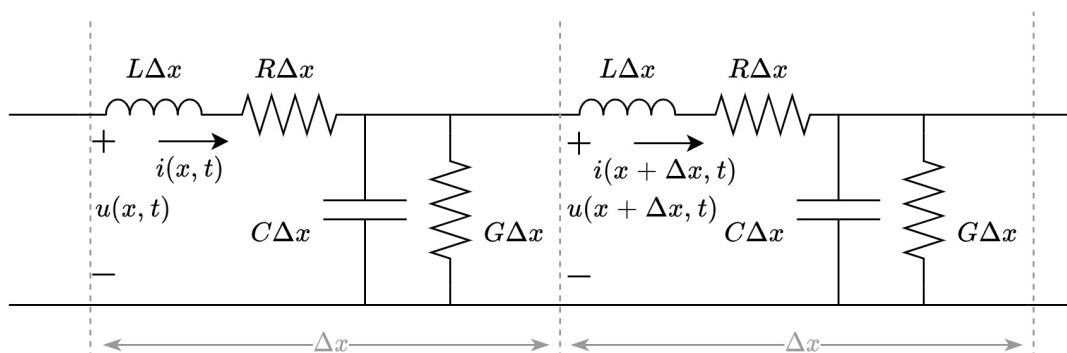 LΔx RΔx LΔx RΔx
+ +
i(x, t) i(x + Δx, t)
u(x, t) u(x + Δx, t)
CΔx GΔx CΔx GΔx
− −
Δx Δx